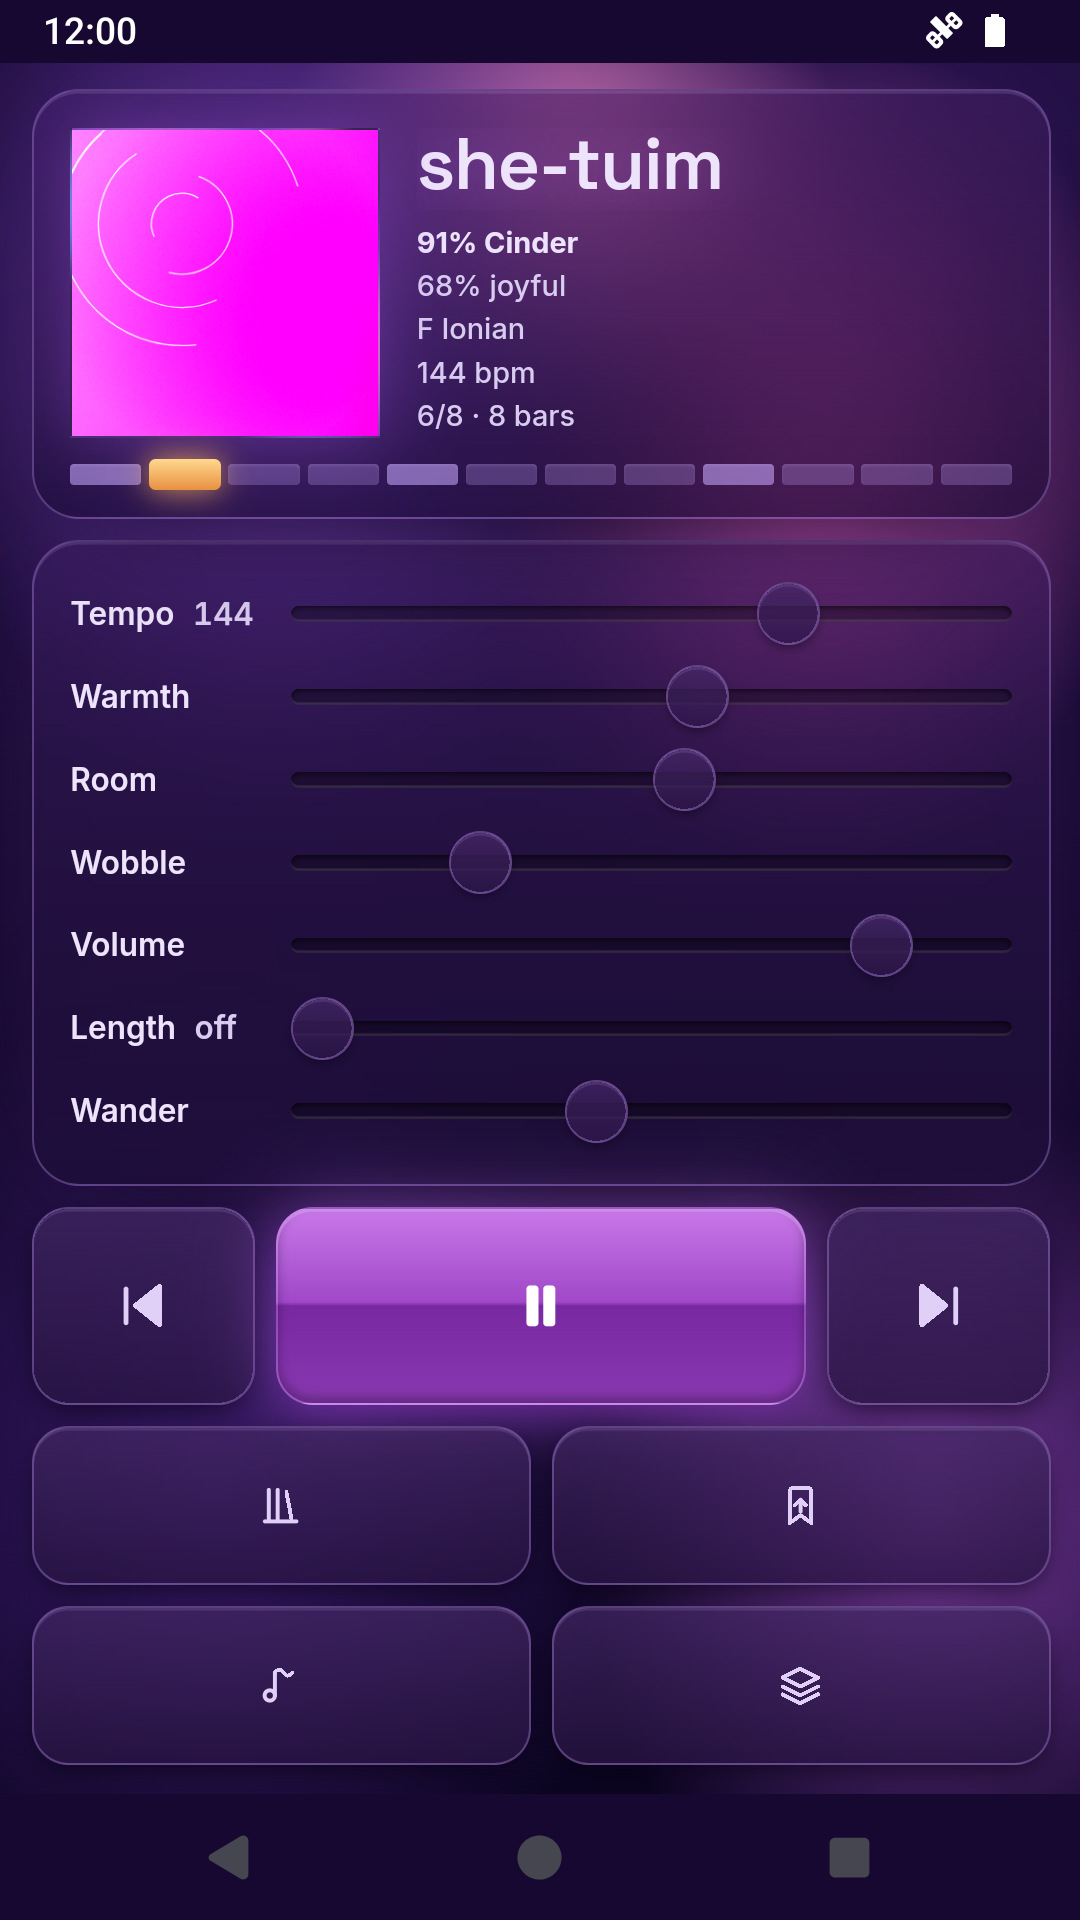 12:00
she-tuim
91% Cinder
68% joyful
F Ionian
144 bpm
6/8 · 8 bars
Tempo 144
Warmth
Room
Wobble
Volume
Length off
Wander